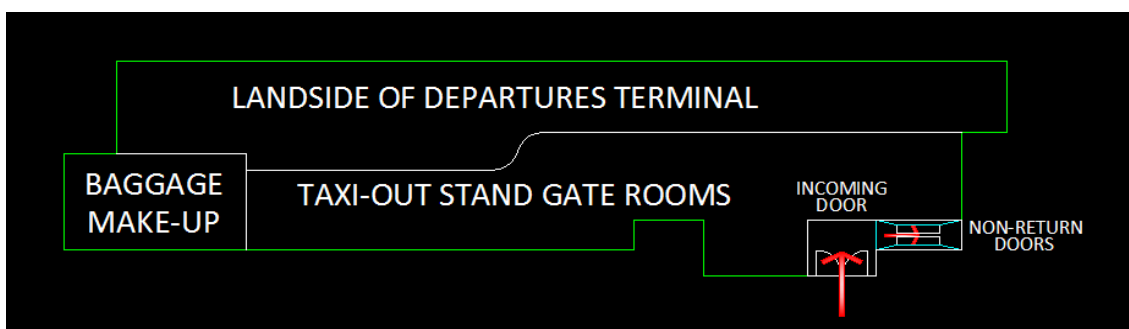 LANDSIDE OF DEPARTURES TERMINAL
BAGGAGE
MAKE-UP
TAXI-OUT STAND GATE ROOMS
INCOMING
DOOR
NON-RETURN
DOORS